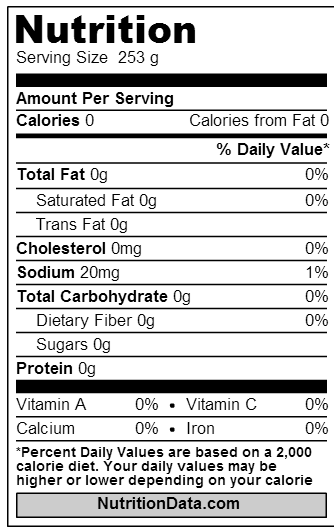 Nutrition
Serving Size 253 g
Amount Per Serving
Calories 0 Calories from Fat 0
% Daily Value*
Total Fat 0g 0%
Saturated Fat 0g 0%
Trans Fat 0g
Cholesterol 0mg 0%
Sodium 20mg 1%
Total Carbohydrate 0g 0%
Dietary Fiber 0g 0%
Sugars 0g
Protein 0g
Vitamin A 0% • Vitamin C 0%
Calcium 0% • Iron 0%
*Percent Daily Values are based on a 2,000
calorie diet. Your daily values may be
higher or lower depending on your calorie
NutritionData.com